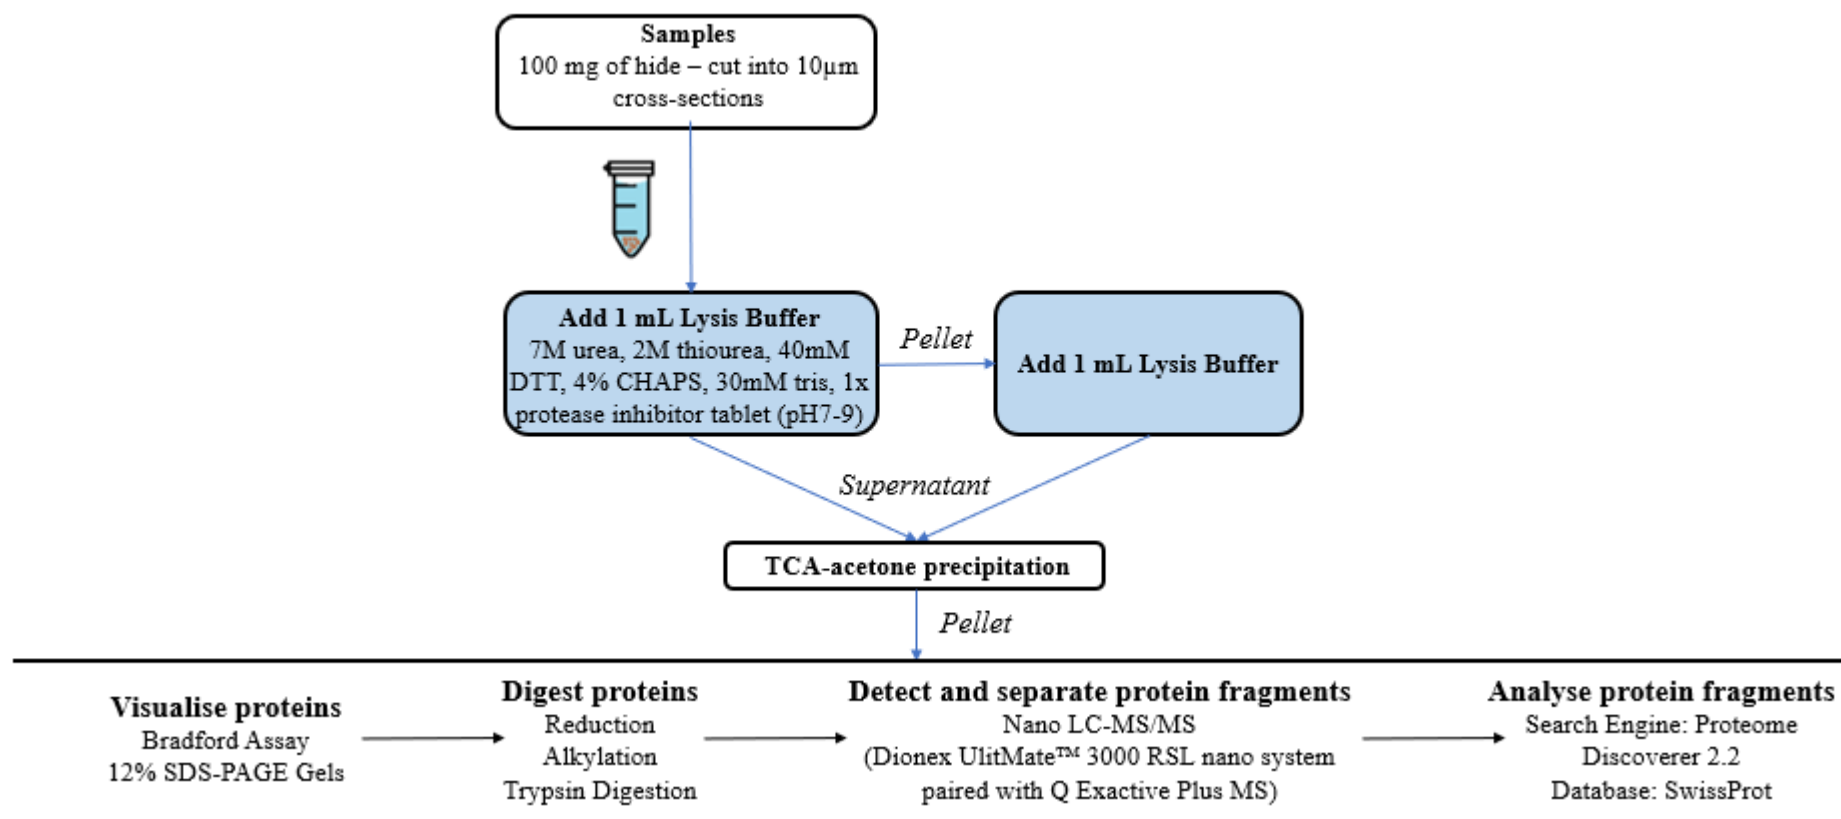 Samples
100 mg of hide – cut into 10µm
cross-sections
Add 1 mL Lysis Buffer
7M urea, 2M thiourea, 40mM
DTT, 4% CHAPS, 30mM tris, 1x
protease inhibitor tablet (pH7-9)
Pellet
Add 1 mL Lysis Buffer
Supernatant
TCA-acetone precipitation
Pellet
Visualise proteins
Bradford Assay
12% SDS-PAGE Gels
Digest proteins
Reduction
Alkylation
Trypsin Digestion
Detect and separate protein fragments
Nano LC-MS/MS
(Dionex UlitMate™ 3000 RSL nano system
paired with Q Exactive Plus MS)
Analyse protein fragments
Search Engine: Proteome
Discoverer 2.2
Database: SwissProt